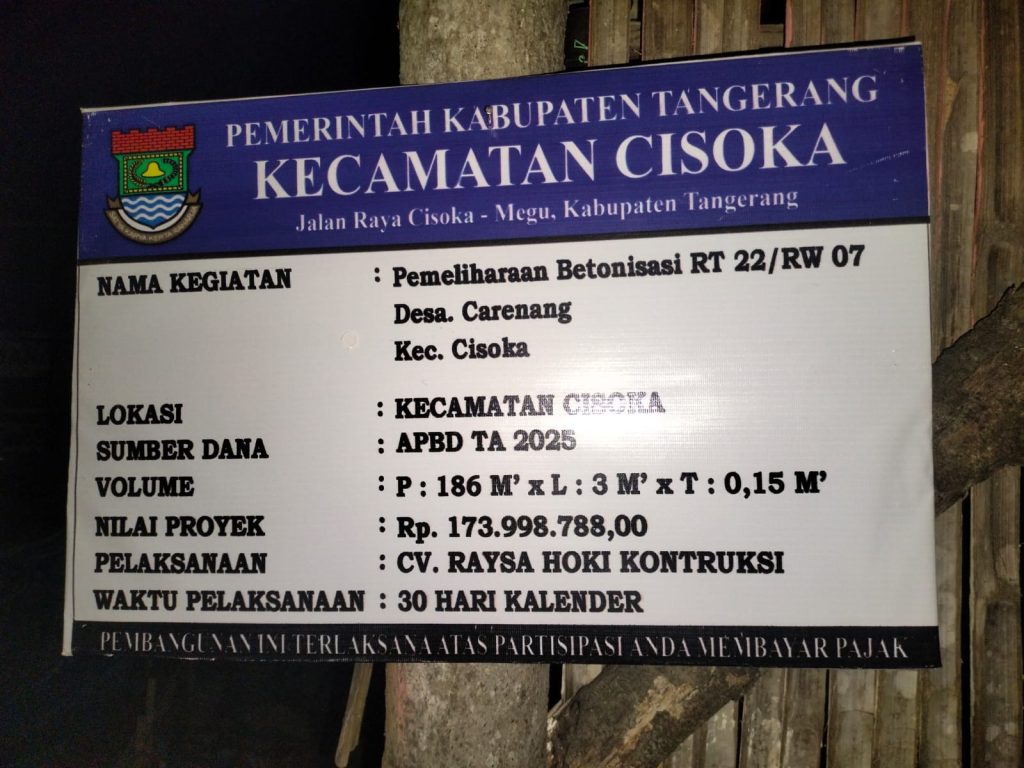 PEMERINTAH KABUPATEN TANGERANG
KECAMATAN CISOKA
Jalan Raya Cisoka - Megu, Kabupaten Tangerang
NAMA KEGIATAN : Pemeliharaan Betonisasi RT 22/RW 07
Desa. Carenang
Kec. Cisoka
LOKASI : KECAMATAN CISOKA
SUMBER DANA : APBD TA 2025
VOLUME : P : 186 M' x L : 3 M' x T : 0,15 M'
NILAI PROYEK : Rp. 173.998.788,00
PELAKSANAAN : CV. RAYSA HOKI KONTRUKSI
WAKTU PELAKSANAAN : 30 HARI KALENDER
PEMBANGUNAN INI TERLAKSANA ATAS PARTISIPASI ANDA MEMBAYAR PAJAK